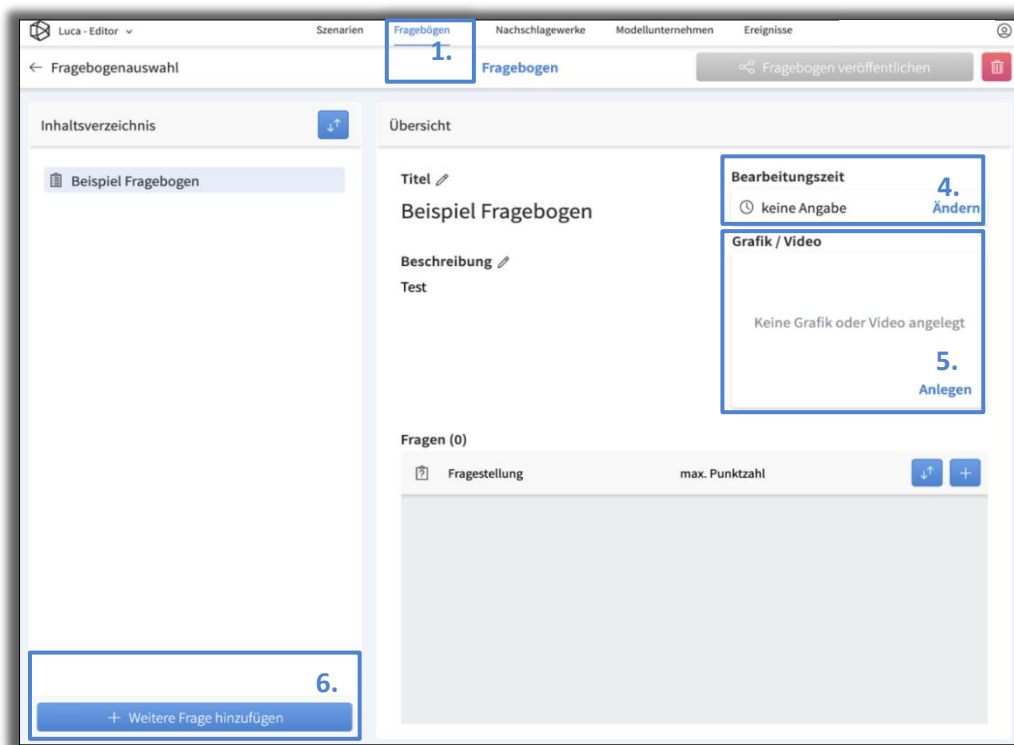 Luca - Editor
Szenarien
Fragebögen
Nachschlagewerke
Modellunternehmen
Ereignisse
1.
Fragebogenauswahl
Fragebogen
Fragebogen veröffentlichen
Inhaltsverzeichnis
Beispiel Fragebogen
Übersicht
Titel
Beispiel Fragebogen
Beschreibung
Test
Bearbeitungszeit
4.
keine Angabe
Ändern
Grafik / Video
Keine Grafik oder Video angelegt
5.
Anlegen
Fragen (0)
Fragestellung
max. Punktzahl
6.
+ Weitere Frage hinzufügen